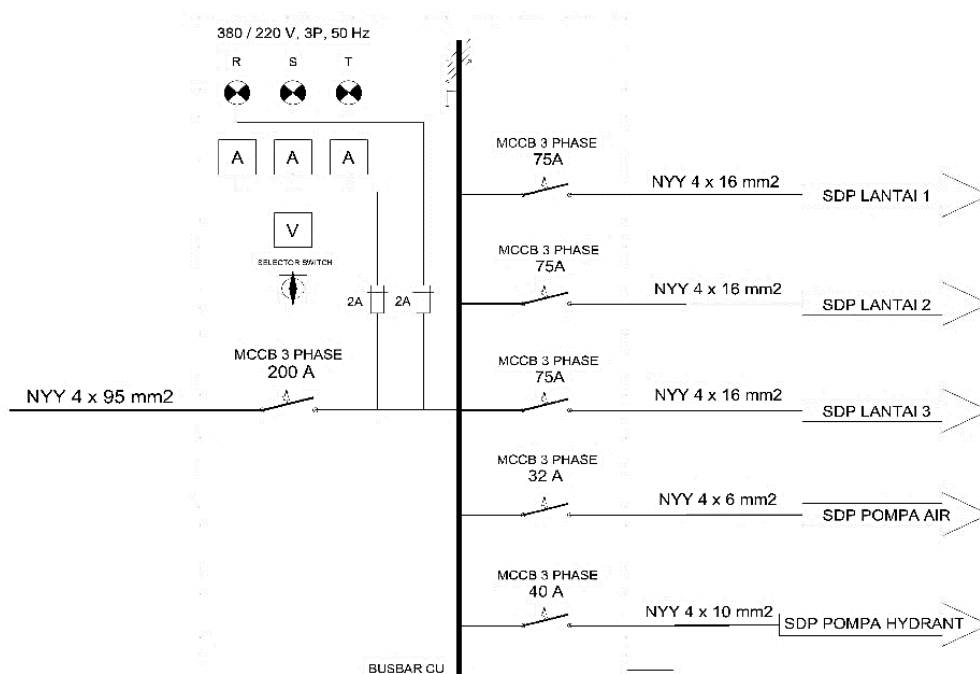 380 / 220 V, 3P, 50 Hz
R S T
A A A
V
SELECTOR SWITCH
2A 2A
MCCB 3 PHASE
200 A
NYY 4 x 95 mm2
MCCB 3 PHASE
75A
NYY 4 x 16 mm2
SDP LANTAI 1
MCCB 3 PHASE
75A
NYY 4 x 16 mm2
SDP LANTAI 2
MCCB 3 PHASE
75A
NYY 4 x 16 mm2
SDP LANTAI 3
MCCB 3 PHASE
32 A
NYY 4 x 6 mm2
SDP POMPA AIR
MCCB 3 PHASE
40 A
NYY 4 x 10 mm2
SDP POMPA HYDRANT
BUSBAR CU